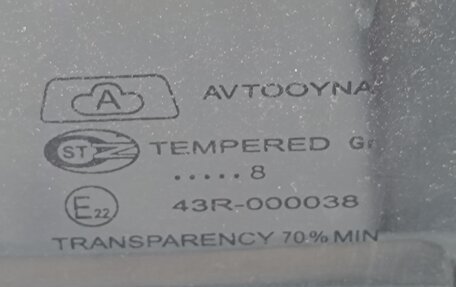 A AVTOOYNA
ST TEMPERED G
.....8
E22 43R-000038
TRANSPARENCY 70% MIN